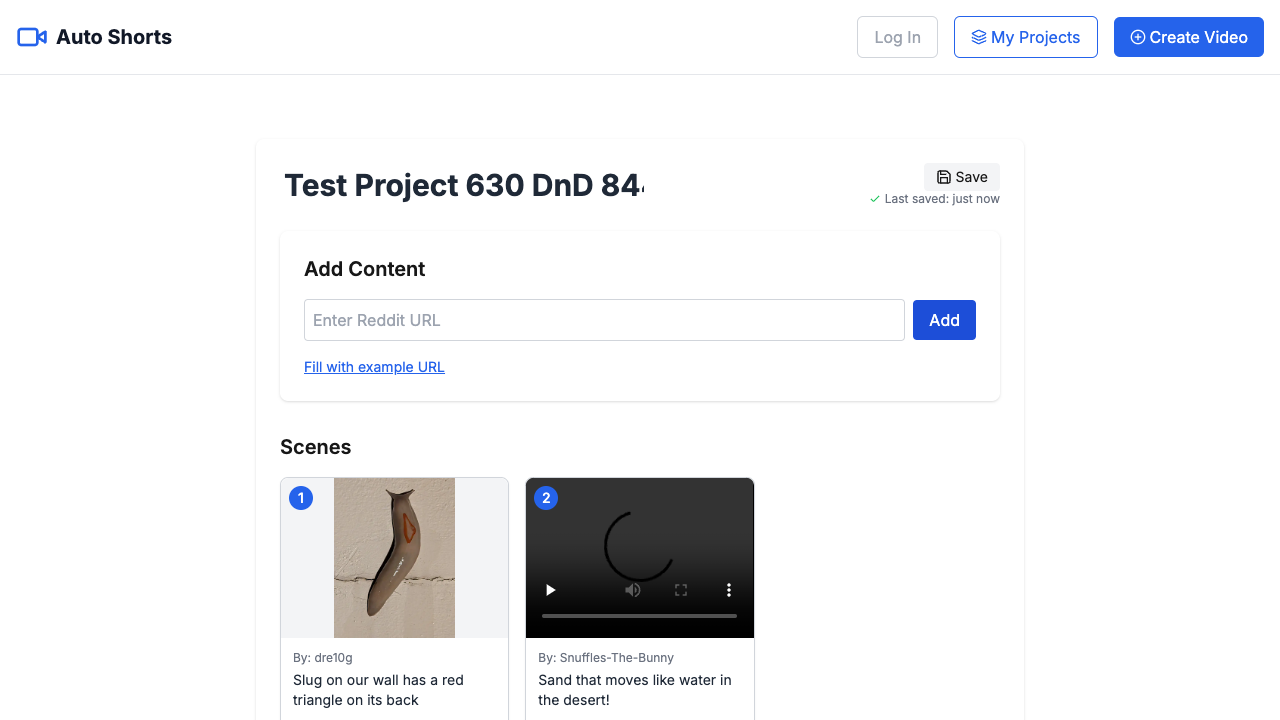 Auto Shorts
Log In
My Projects
Create Video
Test Project 630 DnD 84
Save
Last saved: just now
Add Content
Enter Reddit URL
Add
Fill with example URL
Scenes
1
2
By: dre10g
Slug on our wall has a red
triangle on its back
By: Snuffles-The-Bunny
Sand that moves like water in
the desert!